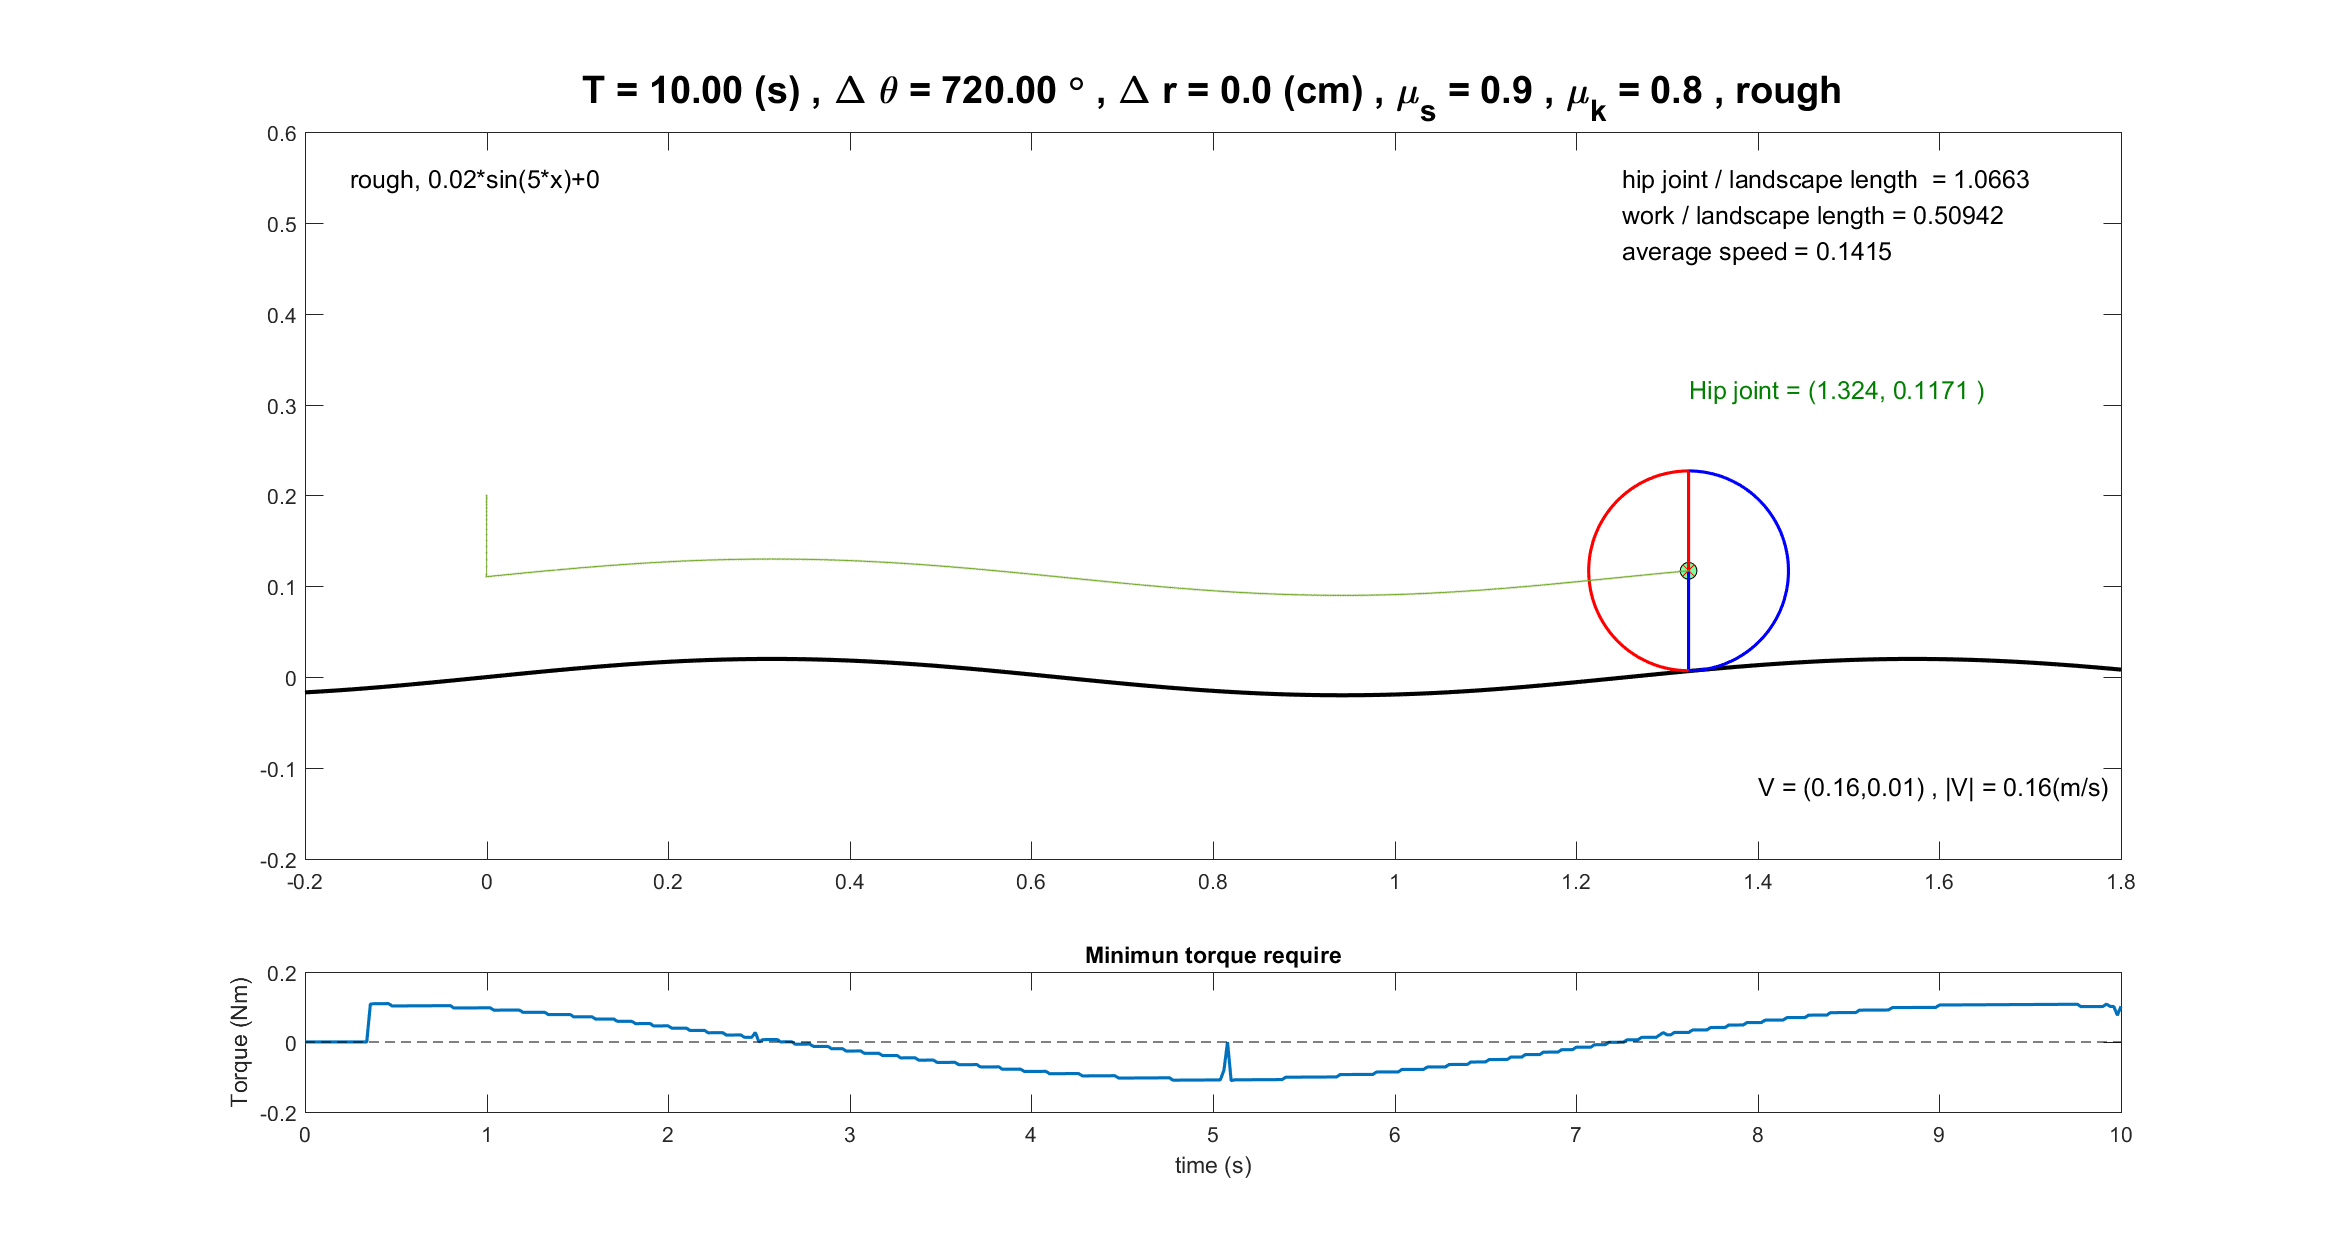 T = 10.00 (s) , Δ θ = 720.00 ° , Δ r = 0.0 (cm) , μs = 0.9 , μk = 0.8 , rough
0.6
0.5
0.4
0.3
0.2
0.1
0
-0.1
-0.2
rough, 0.02*sin(5*x)+0
hip joint / landscape length  = 1.0663
work / landscape length = 0.50942
average speed = 0.1415
Hip joint = (1.324, 0.1171 )
V = (0.16,0.01) , |V| = 0.16(m/s)
-0.2 0 0.2 0.4 0.6 0.8 1 1.2 1.4 1.6 1.8
Minimun torque require
Torque (Nm)
0.2
0
-0.2
0 1 2 3 4 5 6 7 8 9 10
time (s)